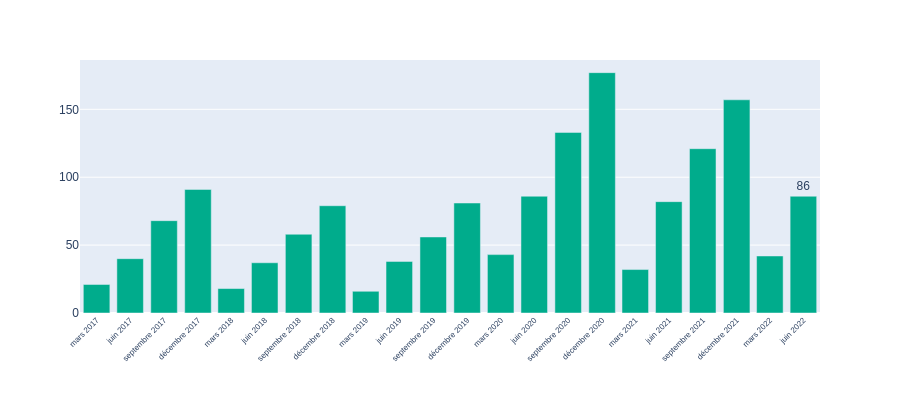 150
100
50
0
86
mars 2017
juin 2017
septembre 2017
décembre 2017
mars 2018
juin 2018
septembre 2018
décembre 2018
mars 2019
juin 2019
septembre 2019
décembre 2019
mars 2020
juin 2020
septembre 2020
décembre 2020
mars 2021
juin 2021
septembre 2021
décembre 2021
mars 2022
juin 2022